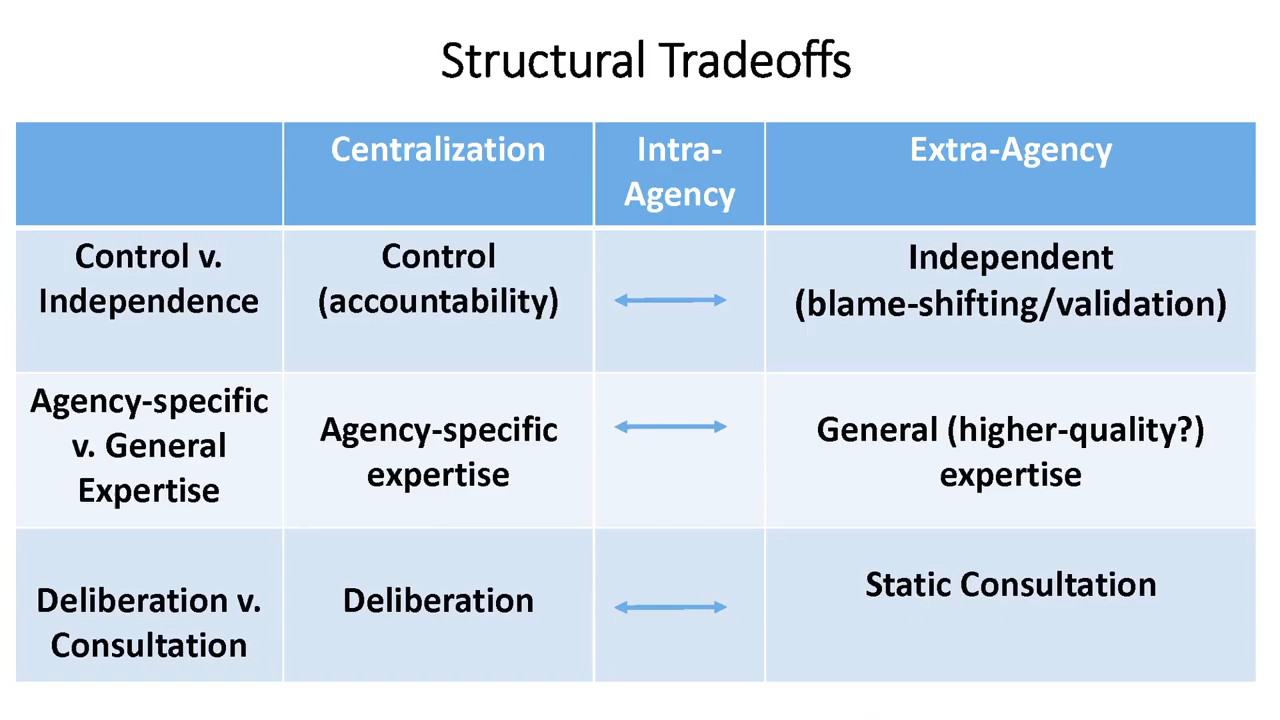 Structural Tradeoffs
Centralization
Intra-
Agency
Extra-Agency
Control v.
Independence
Control
(accountability)
Independent
(blame-shifting/validation)
Agency-specific
v. General
Expertise
Agency-specific
expertise
General (higher-quality?)
expertise
Deliberation v.
Consultation
Deliberation
Static Consultation